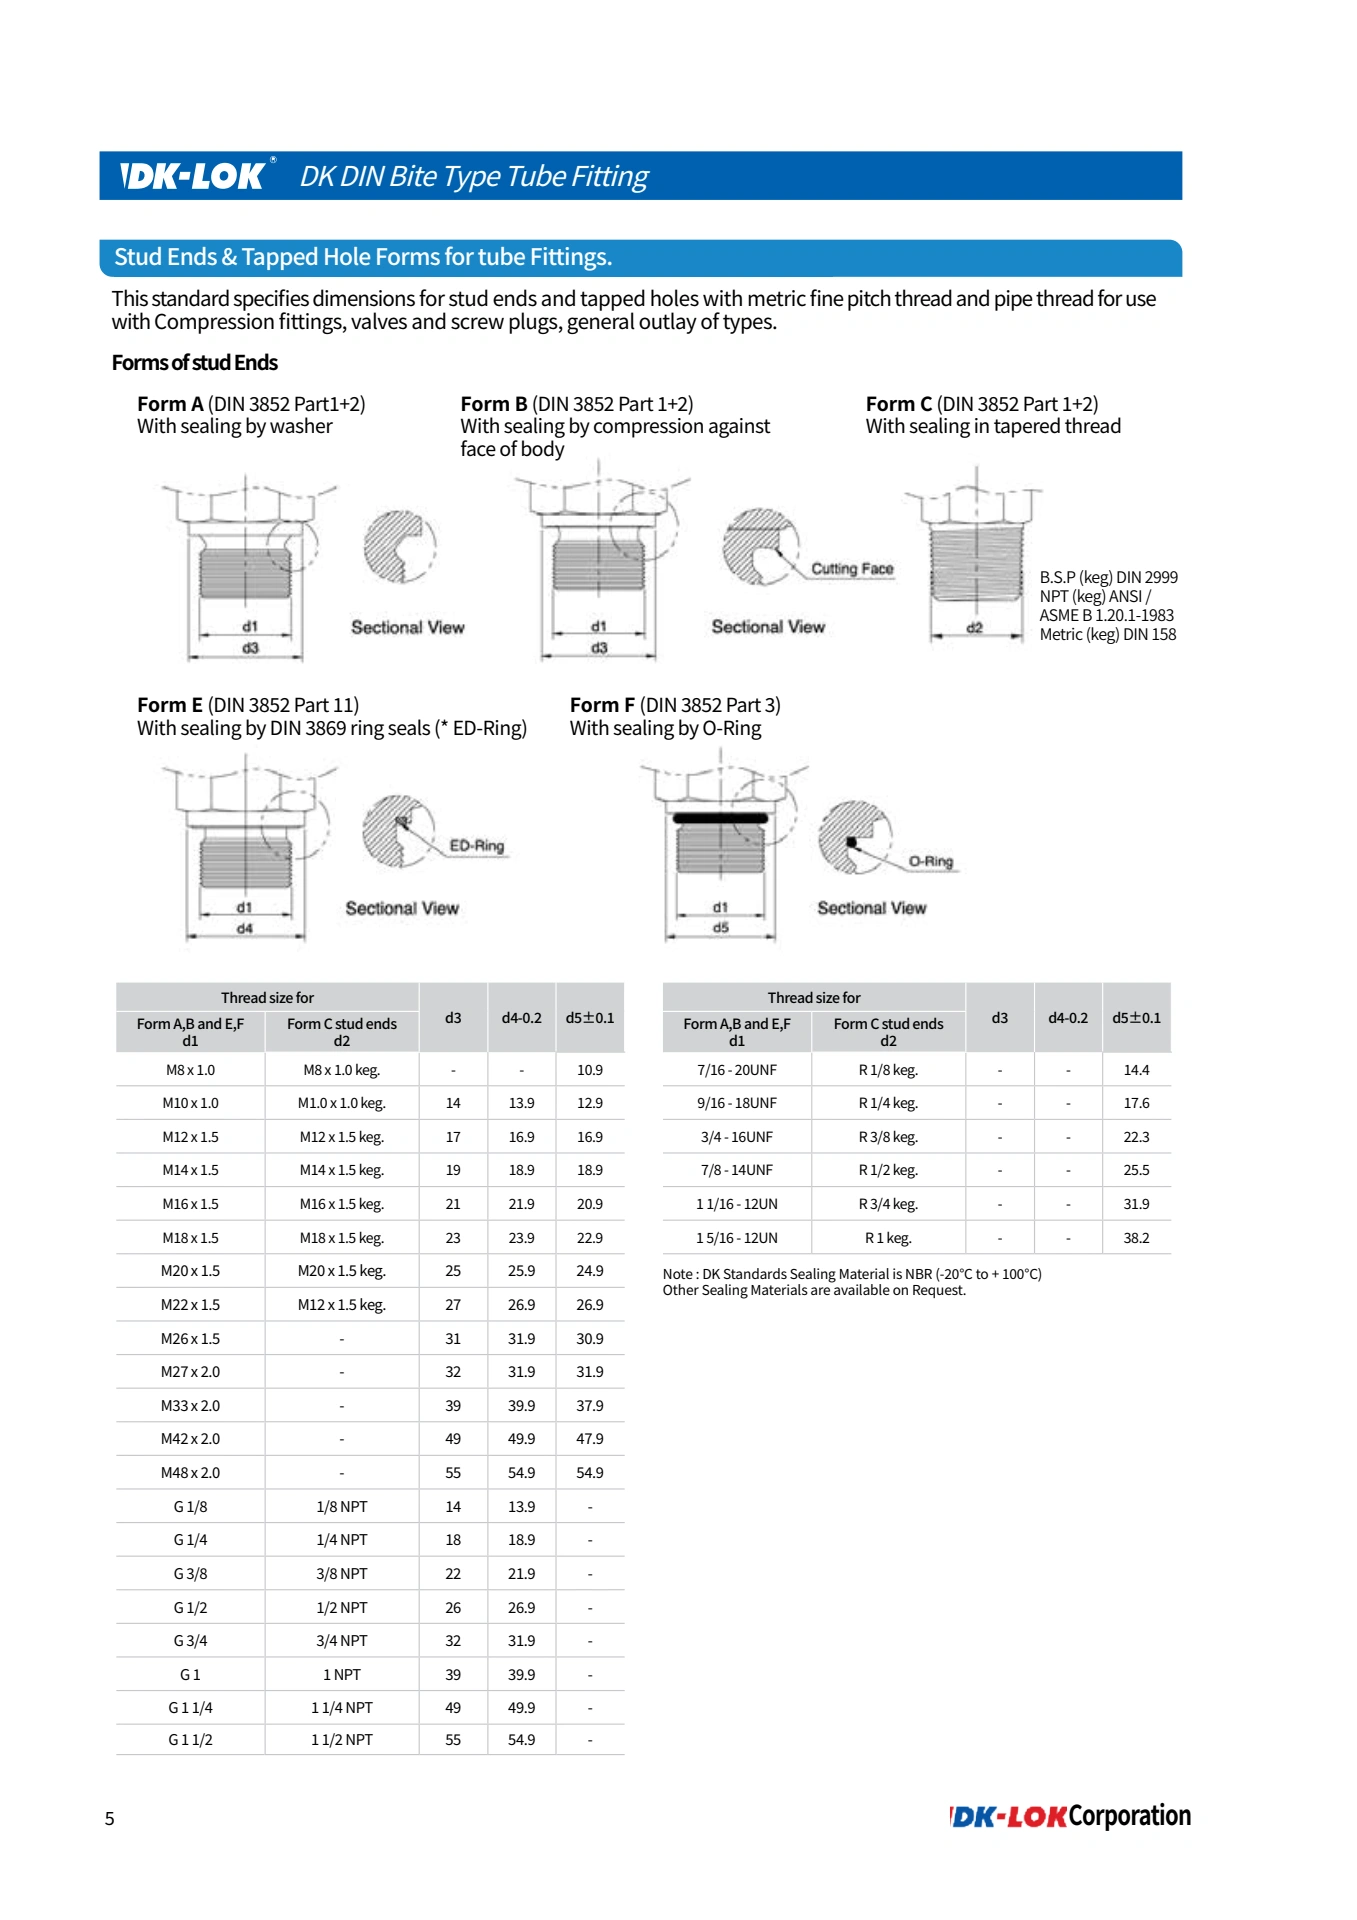 DK-LOK® DK DIN Bite Type Tube Fitting
Stud Ends & Tapped Hole Forms for tube Fittings.
This standard specifies dimensions for stud ends and tapped holes with metric fine pitch thread and pipe thread for use
with Compression fittings, valves and screw plugs, general outlay of types.
Forms of stud Ends
Form A (DIN 3852 Part1+2)
With sealing by washer
d1
d3
Sectional View
Form B (DIN 3852 Part 1+2)
With sealing by compression against
face of body
Cutting Face
d1
d3
Sectional View
Form C (DIN 3852 Part 1+2)
With sealing in tapered thread
d2
B.S.P (keg) DIN 2999
NPT (keg) ANSI /
ASME B 1.20.1-1983
Metric (keg) DIN 158
Form E (DIN 3852 Part 11)
With sealing by DIN 3869 ring seals (* ED-Ring)
ED-Ring
d1
d4
Sectional View
Form F (DIN 3852 Part 3)
With sealing by O-Ring
O-Ring
d1
d5
Sectional View
Thread size for
Form A,B and E,F Form C stud ends d3 d4-0.2 d5±0.1
d1 d2
M8 x 1.0 M8 x 1.0 keg. - - 10.9
M10 x 1.0 M1.0 x 1.0 keg. 14 13.9 12.9
M12 x 1.5 M12 x 1.5 keg. 17 16.9 16.9
M14 x 1.5 M14 x 1.5 keg. 19 18.9 18.9
M16 x 1.5 M16 x 1.5 keg. 21 21.9 20.9
M18 x 1.5 M18 x 1.5 keg. 23 23.9 22.9
M20 x 1.5 M20 x 1.5 keg. 25 25.9 24.9
M22 x 1.5 M12 x 1.5 keg. 27 26.9 26.9
M26 x 1.5 - 31 31.9 30.9
M27 x 2.0 - 32 31.9 31.9
M33 x 2.0 - 39 39.9 37.9
M42 x 2.0 - 49 49.9 47.9
M48 x 2.0 - 55 54.9 54.9
G 1/8 1/8 NPT 14 13.9 -
G 1/4 1/4 NPT 18 18.9 -
G 3/8 3/8 NPT 22 21.9 -
G 1/2 1/2 NPT 26 26.9 -
G 3/4 3/4 NPT 32 31.9 -
G 1 1 NPT 39 39.9 -
G 1 1/4 1 1/4 NPT 49 49.9 -
G 1 1/2 1 1/2 NPT 55 54.9 -
Thread size for
Form A,B and E,F Form C stud ends d3 d4-0.2 d5±0.1
d1 d2
7/16 - 20UNF R 1/8 keg. - - 14.4
9/16 - 18UNF R 1/4 keg. - - 17.6
3/4 - 16UNF R 3/8 keg. - - 22.3
7/8 - 14UNF R 1/2 keg. - - 25.5
1 1/16 - 12UN R 3/4 keg. - - 31.9
1 5/16 - 12UN R 1 keg. - - 38.2
Note : DK Standards Sealing Material is NBR (-20°C to + 100°C)
Other Sealing Materials are available on Request.
5
DK-LOK Corporation